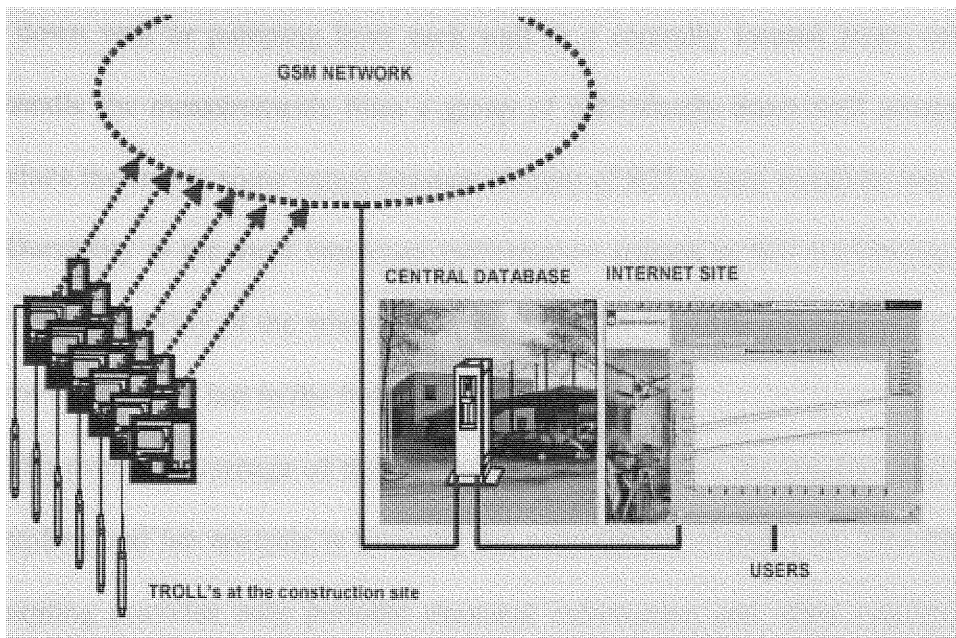 GSM NETWORK
CENTRAL DATABASE
INTERNET SITE
USERS
TROLL's at the construction site